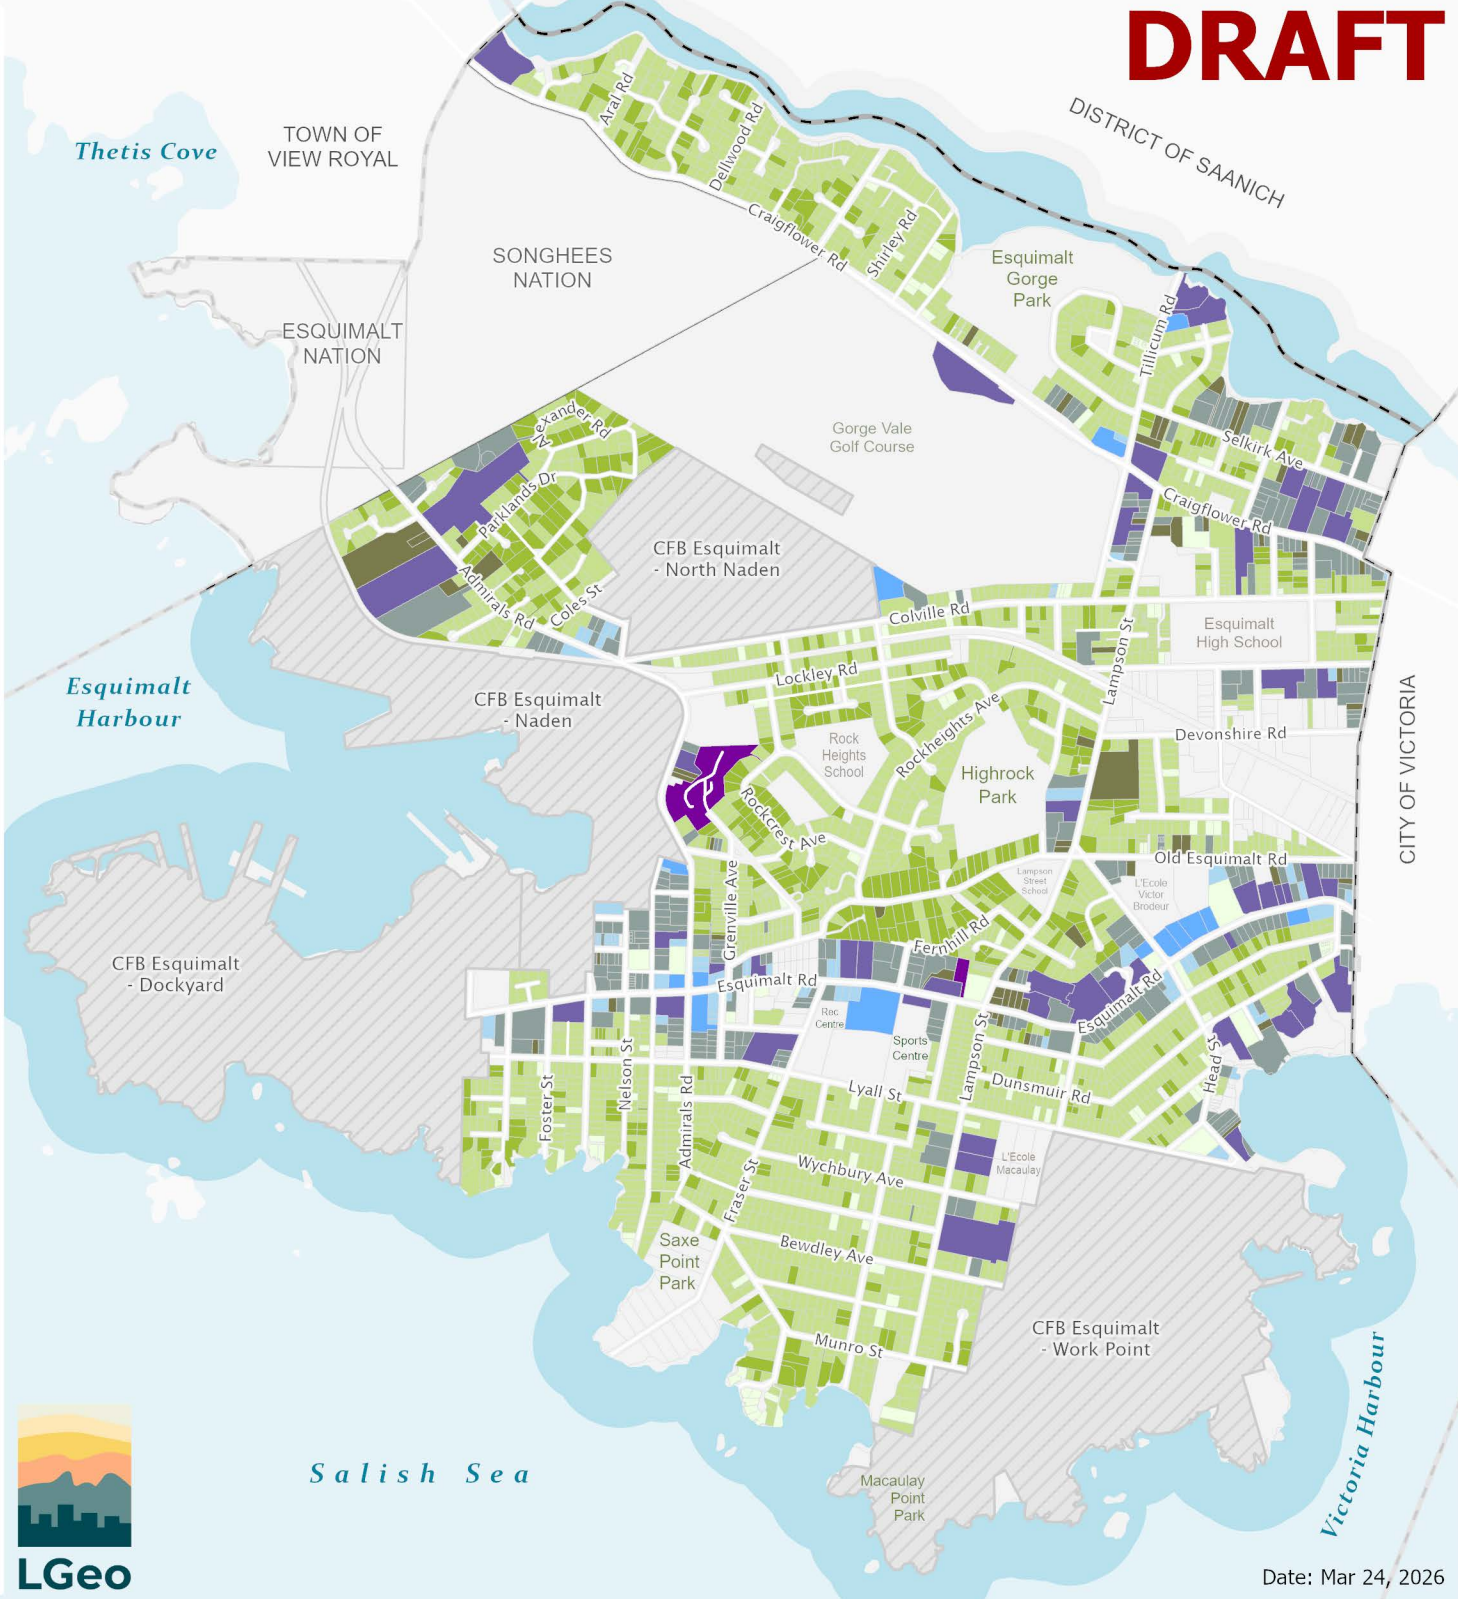 DRAFT
DISTRICT OF SAANICH
Thetis Cove
TOWN OF
VIEW ROYAL
Aral Rd
Dellwood Rd
Craigflower Rd
Shirley Rd
SONGHEES
NATION
Esquimalt
Gorge
Park
ESQUIMALT
NATION
Tillicum Rd
Alexander Rd
Gorge Vale
Golf Course
Selkirk Ave
Parklands Dr
Craigflower Rd
CFB Esquimalt
- North Naden
Admirals Rd
Coles St
Colville Rd
Esquimalt
High School
Lampson St
Lockley Rd
Esquimalt
Harbour
CFB Esquimalt
- Naden
Rockheights Ave
Devonshire Rd
CITY OF VICTORIA
Rock
Heights
School
Highrock
Park
Rockcrest Ave
Old Esquimalt Rd
Lampson
Street
School
L'Ecole
Victor
Brodeur
Grenville Ave
Fernhill Rd
CFB Esquimalt
- Dockyard
Esquimalt Rd
Esquimalt Rd
Rec
Centre
Sports
Centre
Head St
Lampson St
Nelson St
Foster St
Admirals Rd
Lyall St
Dunsmuir Rd
L'Ecole
Macaulay
Wychbury Ave
Fraser St
Saxe
Point
Park
Bewdley Ave
Munro St
CFB Esquimalt
- Work Point
Victoria Harbour
Salish Sea
Macaulay
Point
Park
LGeo
Date: Mar 24, 2026